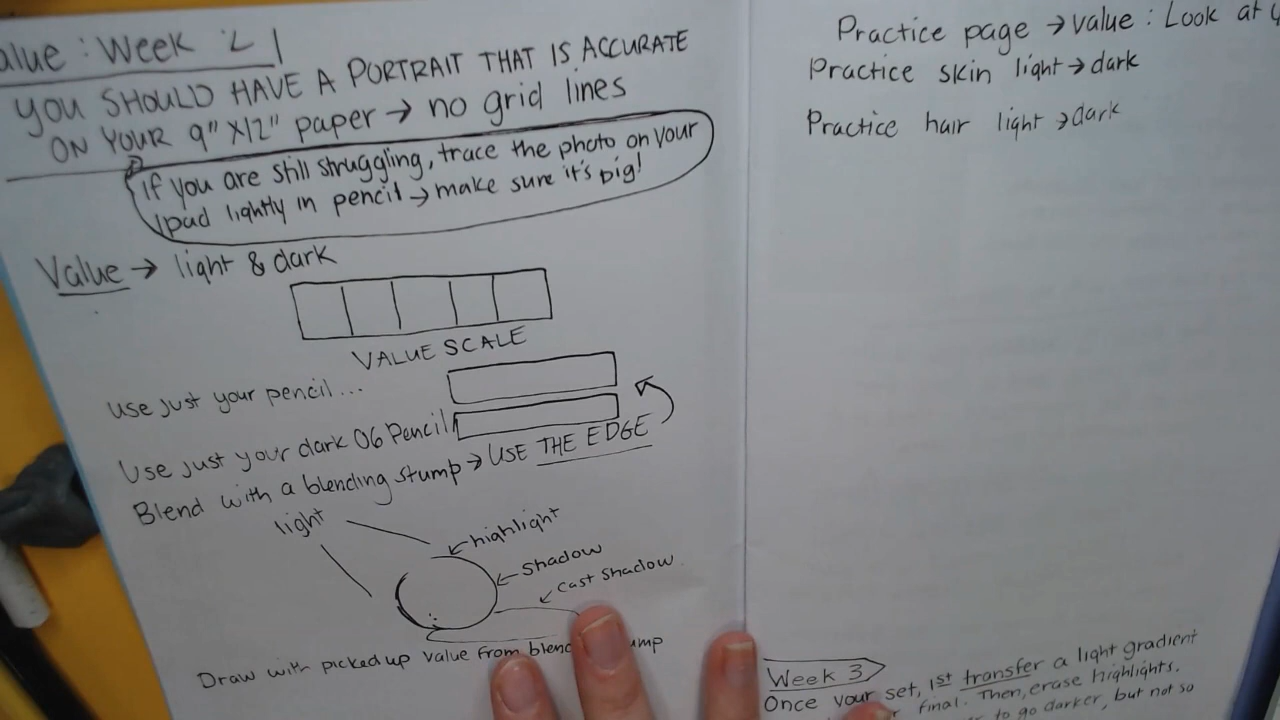 alue : Week 21
YOU SHOULD HAVE A PORTRAIT THAT IS ACCURATE
ON YOUR 9" X12" paper → no grid lines
If you are still struggling, trace the photo on your
Ipad lightly in pencil → make sure it's big!
Value → light & dark
VALUE SCALE
Use just your pencil...
Use just your dark 06 Pencil
Blend with a blending stump → USE THE EDGE
light
highlight
Shadow
Cast Shadow
Draw with picked up value from blend ump
Practice page → value : Look at y
Practice skin light → dark
Practice hair light → dark
Week 3
Once your set, 1st transfer a light gradient
final. Then, erase highlights.
to go darker, but not so